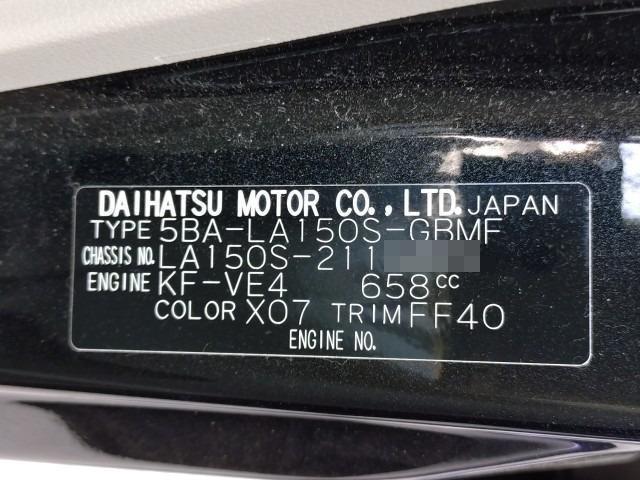 DAIHATSU MOTOR CO., LTD. JAPAN
TYPE 5BA-LA150S-GBMF
CHASSIS NO. LA150S-211
ENGINE KF-VE4 658cc
COLOR X07 TRIM FF40
ENGINE NO.